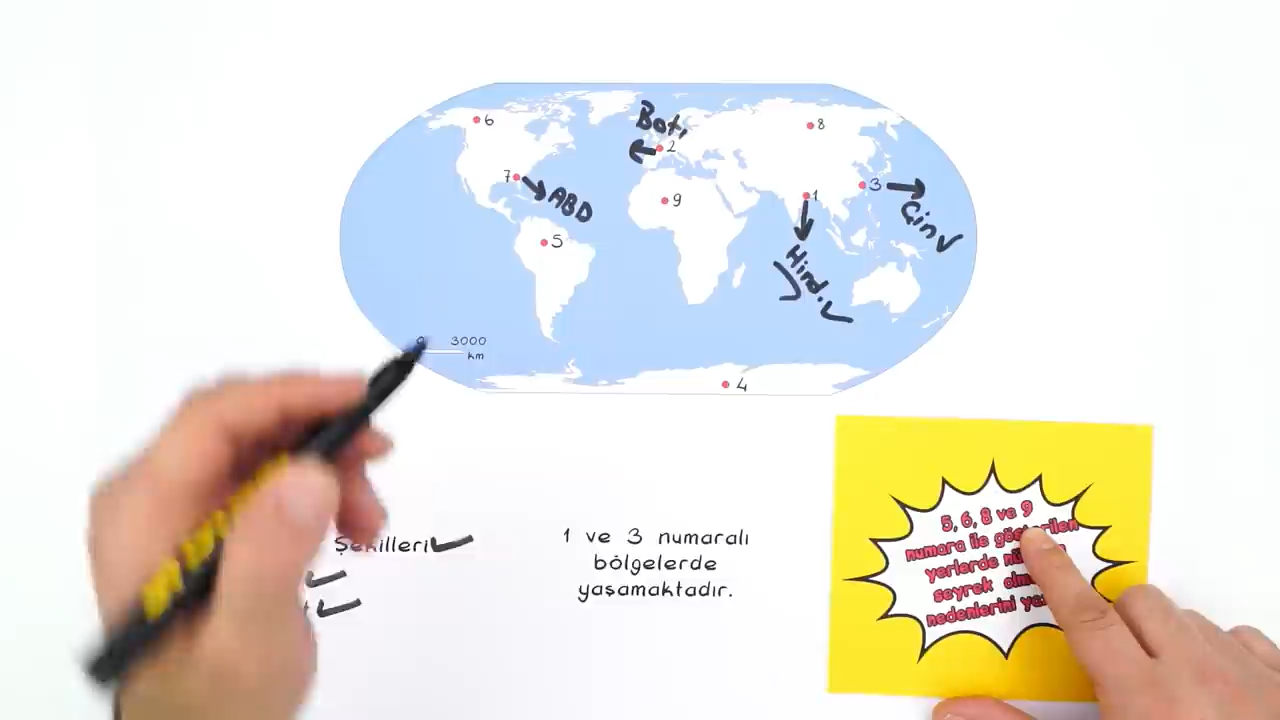 6
8
Batı
2
7
ABD
9
1
3
Çin
Hind.
5
0 3000
km
4
Şekilleri
1 ve 3 numaralı
bölgelerde
yaşamaktadır.
5, 6, 8 ve 9
numara ile gösterilen
yerlerde
seyrek
nedenlerini